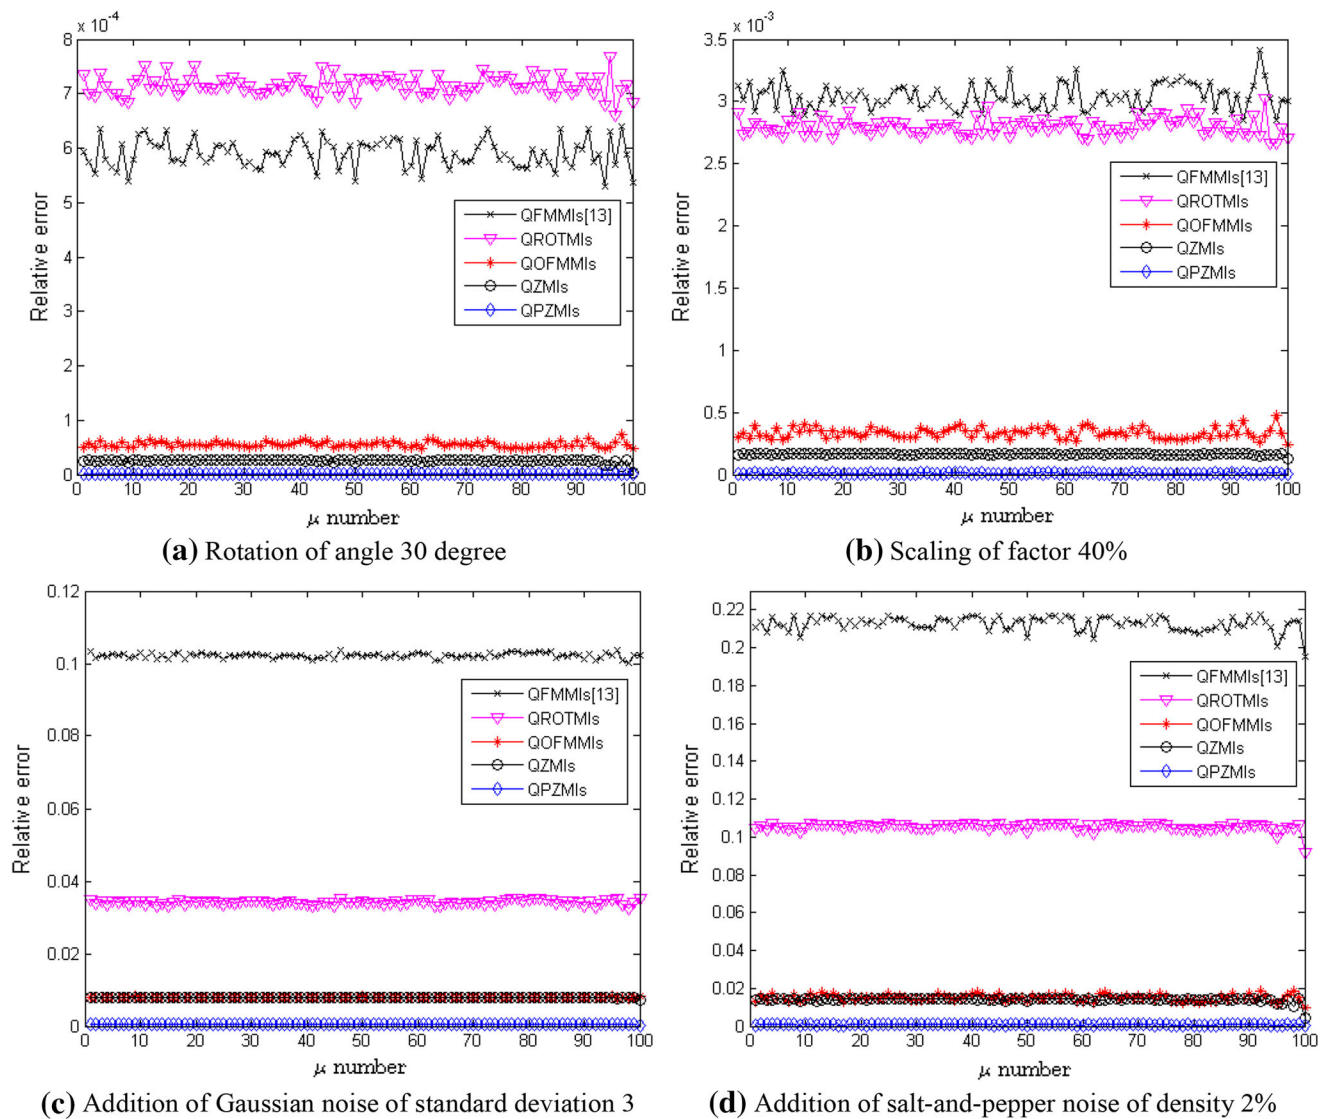 x 10⁻⁴
8
7
6
5
4
3
2
1
0
0 10 20 30 40 50 60 70 80 90 100
Relative error
μ number
QFMMIs[13]
QROTMIs
QOFMMIs
QZMIs
QPZMIs
(a) Rotation of angle 30 degree
x 10⁻³
3.5
3
2.5
2
1.5
1
0.5
0
0 10 20 30 40 50 60 70 80 90 100
Relative error
μ number
QFMMIs[13]
QROTMIs
QOFMMIs
QZMIs
QPZMIs
(b) Scaling of factor 40%
0.12
0.1
0.08
0.06
0.04
0.02
0
0 10 20 30 40 50 60 70 80 90 100
Relative error
μ number
QFMMIs[13]
QROTMIs
QOFMMIs
QZMIs
QPZMIs
(c) Addition of Gaussian noise of standard deviation 3
0.22
0.2
0.18
0.16
0.14
0.12
0.1
0.08
0.06
0.04
0.02
0
0 10 20 30 40 50 60 70 80 90 100
Relative error
μ number
QFMMIs[13]
QROTMIs
QOFMMIs
QZMIs
QPZMIs
(d) Addition of salt-and-pepper noise of density 2%